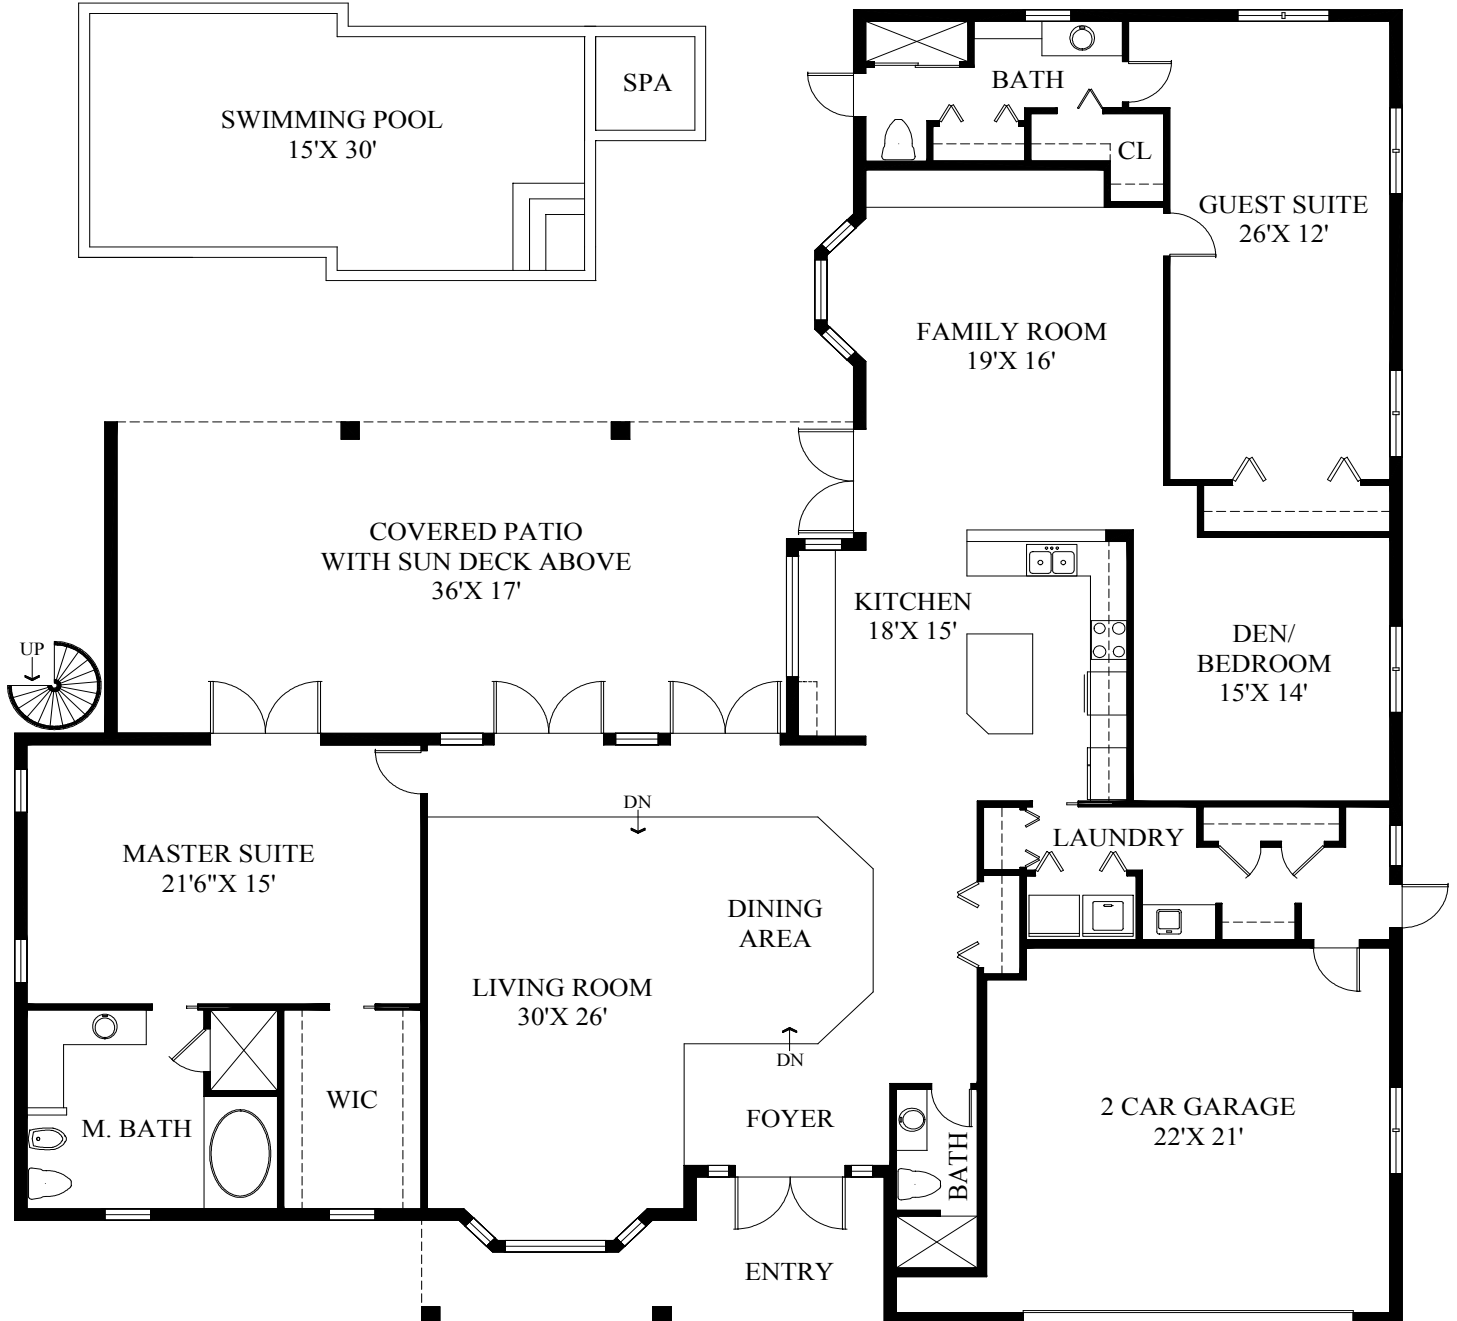 SWIMMING POOL
15'X 30'
SPA
BATH
CL
GUEST SUITE
26'X 12'
FAMILY ROOM
19'X 16'
COVERED PATIO
WITH SUN DECK ABOVE
36'X 17'
KITCHEN
18'X 15'
DEN/
BEDROOM
15'X 14'
UP
DN
LAUNDRY
MASTER SUITE
21'6"X 15'
DINING
AREA
LIVING ROOM
30'X 26'
DN
WIC
M. BATH
FOYER
BATH
2 CAR GARAGE
22'X 21'
ENTRY